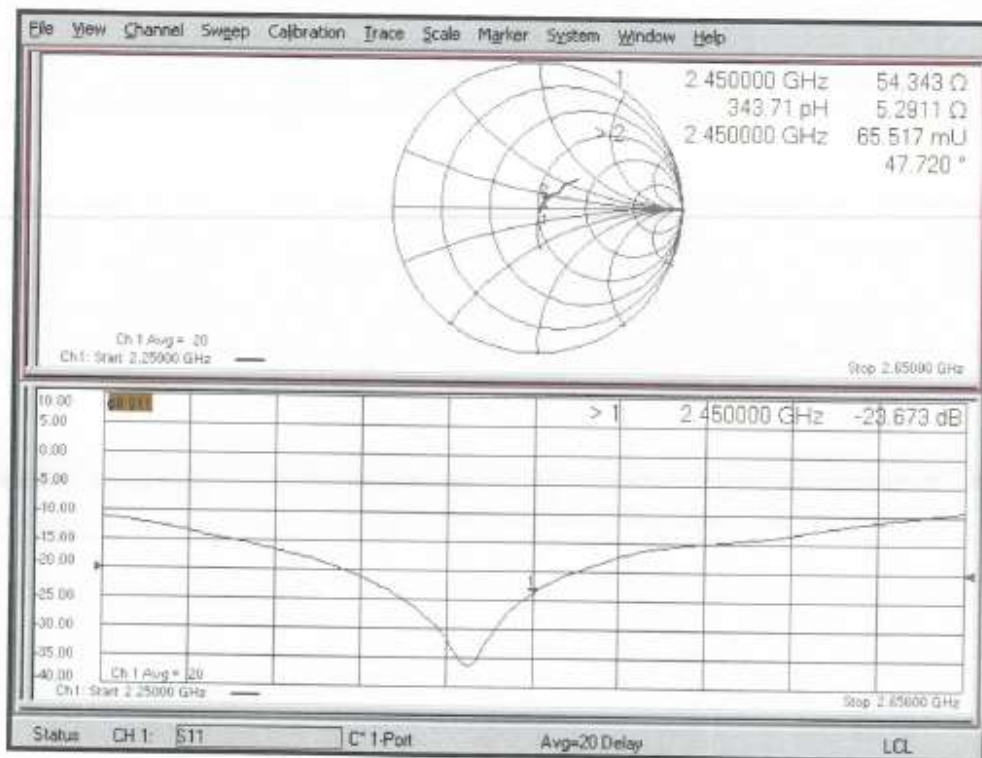 File View Channel Sweep Calibration Trace Scale Marker System Window Help
1 2.450000 GHz 54.343 Ω
343.71 pH 5.2911 Ω
> 2 2.450000 GHz 65.517 mU
47.720 °
Ch 1 Avg = 20
Ch1: Start 2.25000 GHz
Stop 2.65000 GHz
10.00
> 1 2.450000 GHz -23.673 dB
5.00
0.00
-5.00
-10.00
-15.00
-20.00
1
-25.00
-30.00
-35.00
-40.00
Ch 1 Avg = 20
Ch1: Start 2.25000 GHz
Stop 2.65000 GHz
Status CH 1: S11 C* 1-Port Avg=20 Delay LCL